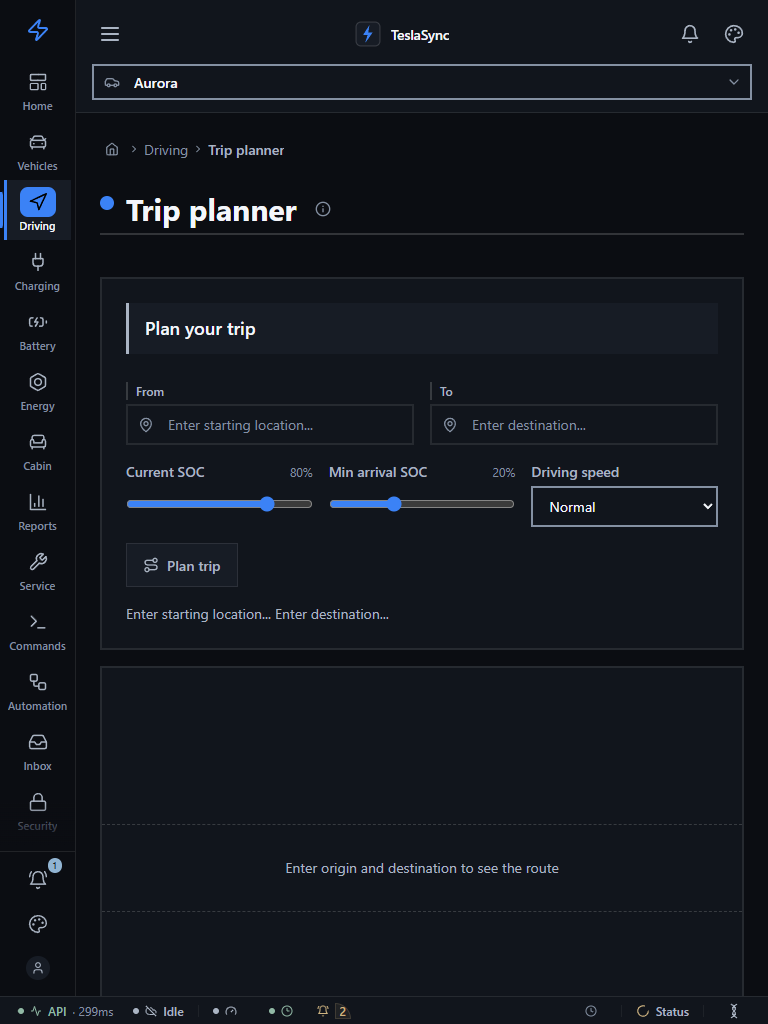 TeslaSync
Aurora
Home
Vehicles
Driving
Charging
Battery
Energy
Cabin
Reports
Service
Commands
Automation
Inbox
Security
1
Driving
Trip planner
Trip planner
Plan your trip
From
To
Enter starting location...
Enter destination...
Current SOC 80%
Min arrival SOC 20%
Driving speed
Normal
Plan trip
Enter starting location... Enter destination...
Enter origin and destination to see the route
API · 299ms
Idle
2
Status